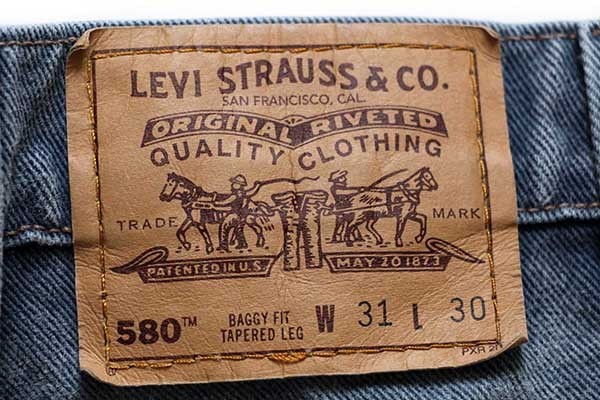 LEVI STRAUSS & CO.
SAN FRANCISCO, CAL.
ORIGINAL RIVETED
QUALITY CLOTHING
TRADE MARK
PATENTED IN U.S. MAY 20 1873
580™ BAGGY FIT TAPERED LEG W 31 L 30